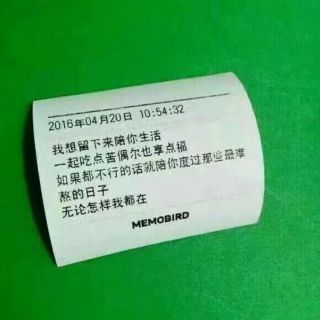 2016年04月20日 10:54:32
我想留下来陪你生活
一起吃点苦偶尔也享点福
如果都不行的话就陪你度过那些最难
熬的日子
无论怎样我都在
MEMOBIRD